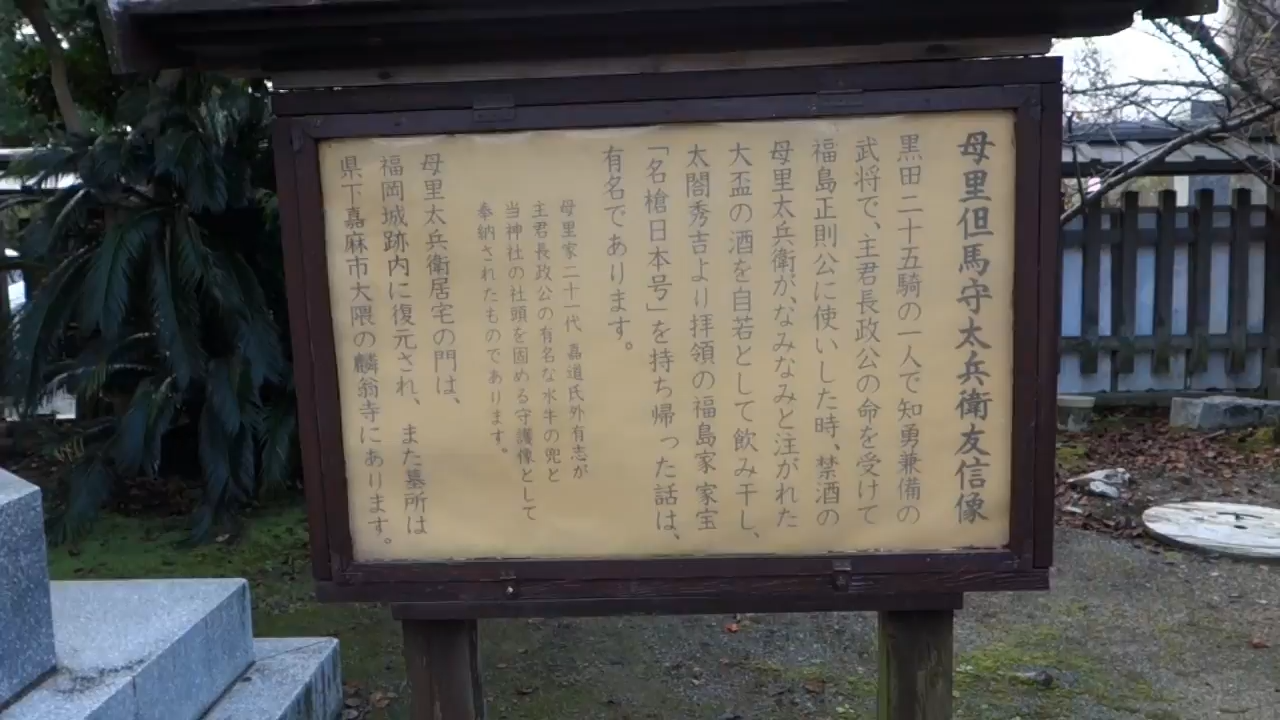 母里但馬守太兵衛友信像
黒田二十五騎の一人で知勇兼備の
武将で、主君長政公の命を受けて
福島正則公に使いした時、禁酒の
母里太兵衛が、なみなみと注がれた
大盃の酒を自若として飲み干し、
太閤秀吉より拝領の福島家家宝
「名槍日本号」を持ち帰った話は、
有名であります。
母里家二十一代 嘉道氏外有志が
主君長政公の有名な水牛の兜と
当神社の社頭を固める守護像として
奉納されたものであります。
母里太兵衛居宅の門は、
福岡城跡内に復元され、また墓所は
県下嘉麻市大隈の麟翁寺にあります。